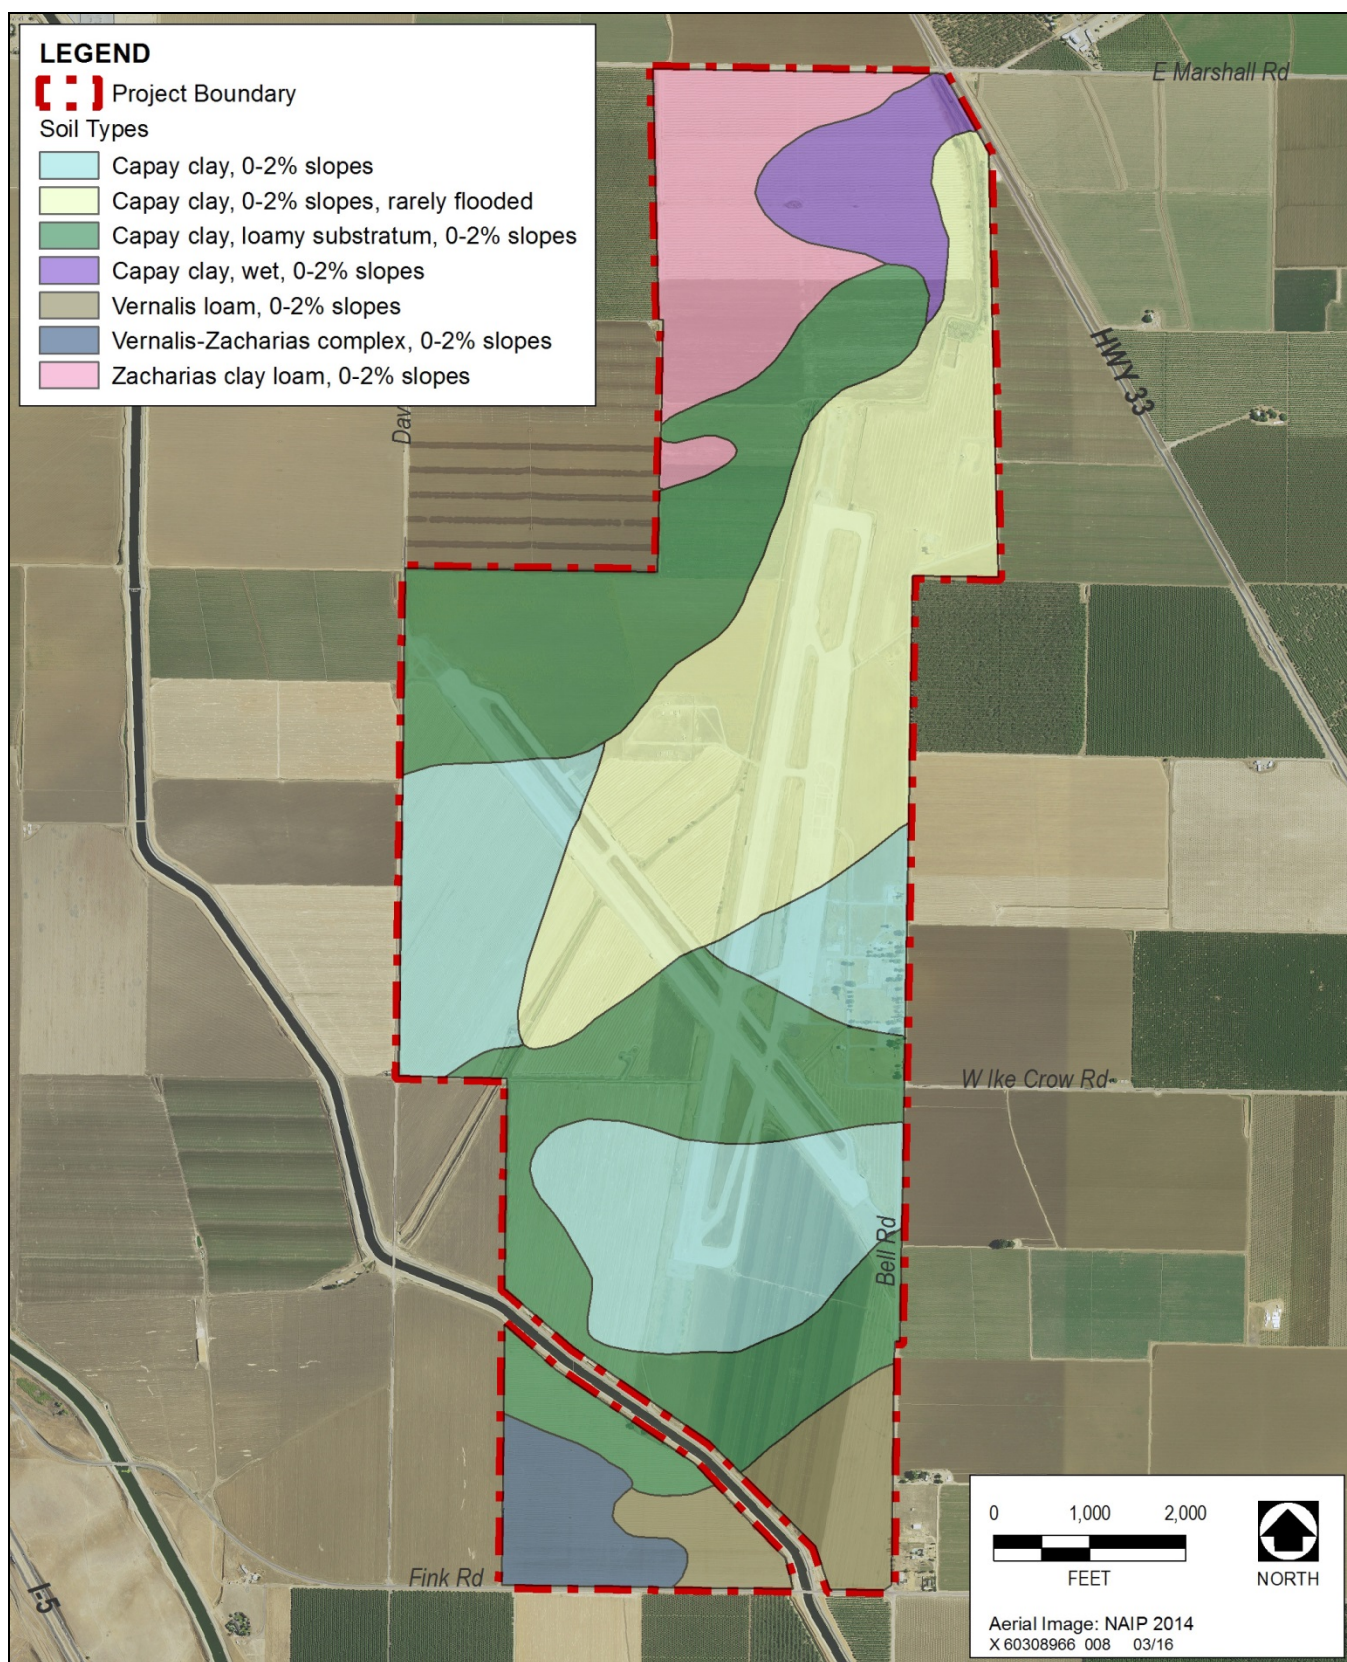 LEGEND
Project Boundary
Soil Types
Capay clay, 0-2% slopes
Capay clay, 0-2% slopes, rarely flooded
Capay clay, loamy substratum, 0-2% slopes
Capay clay, wet, 0-2% slopes
Vernalis loam, 0-2% slopes
Vernalis-Zacharias complex, 0-2% slopes
Zacharias clay loam, 0-2% slopes
E Marshall Rd
HWY 33
Dav
W Ike Crow Rd
Bell Rd
Fink Rd
I-5
0 1,000 2,000
FEET
NORTH
Aerial Image: NAIP 2014
X 60308966 008 03/16